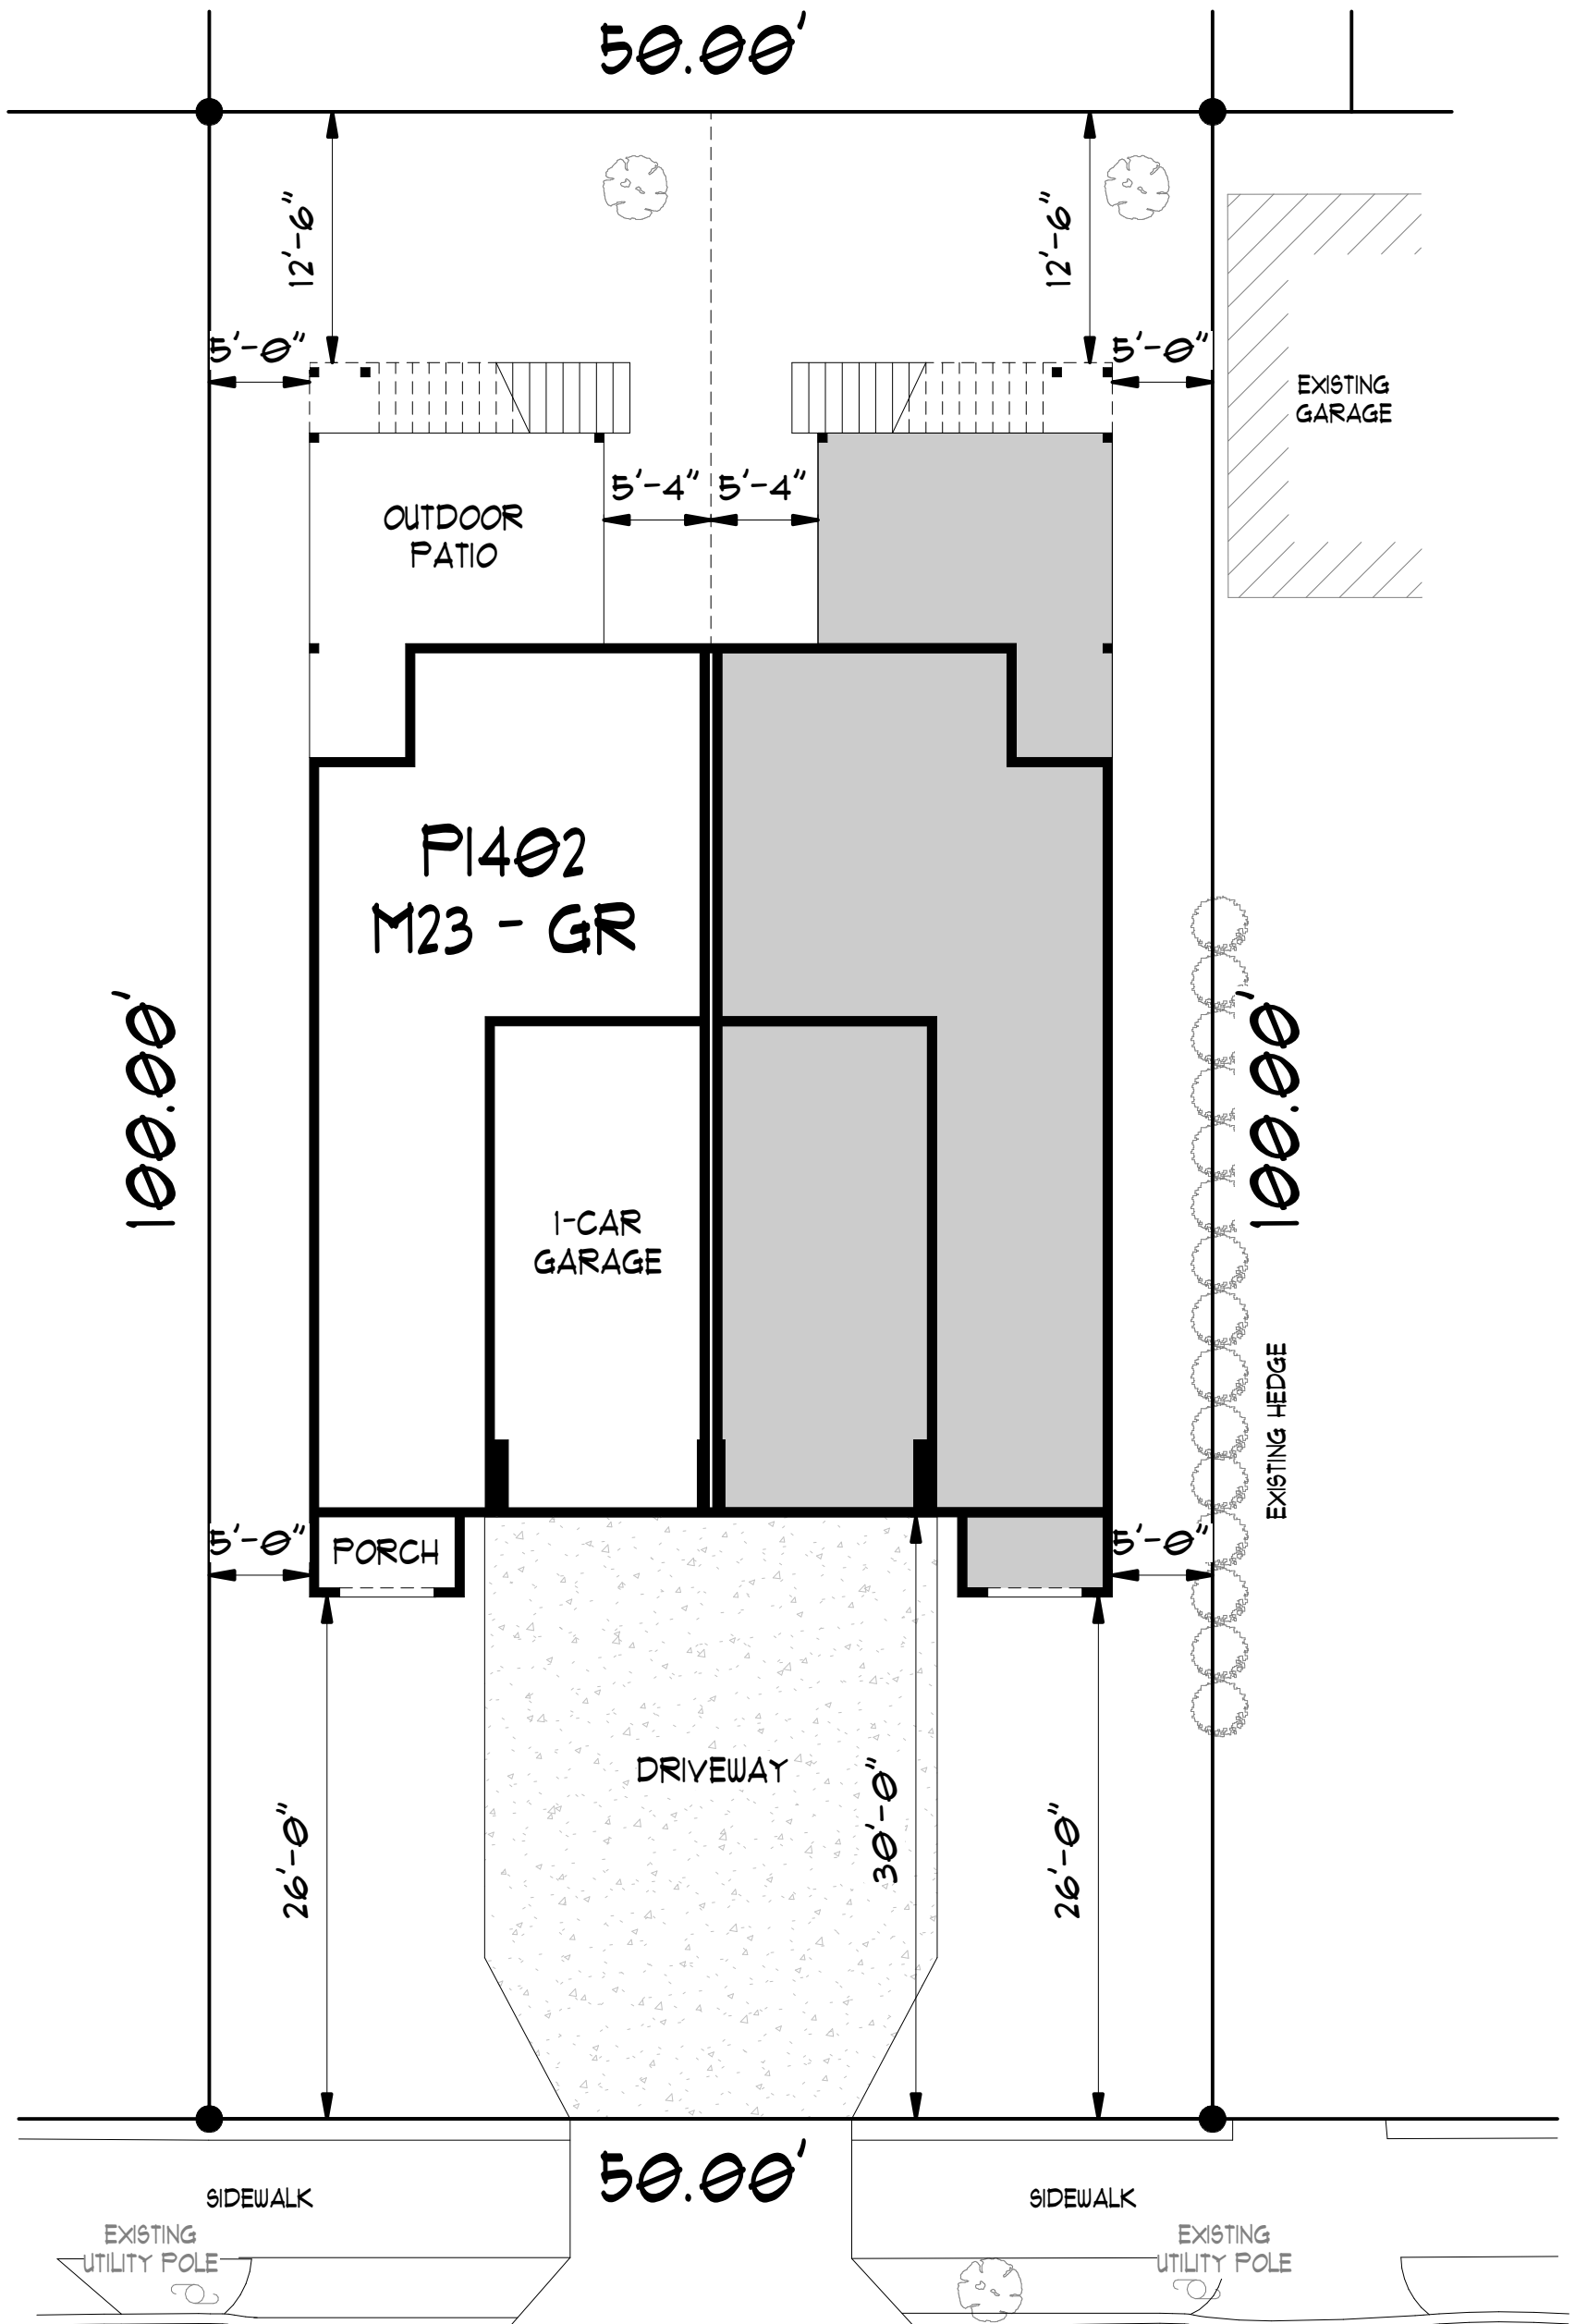 50.00'
12'-6"
12'-6"
5'-0"
5'-0"
EXISTING
GARAGE
5'-4"
5'-4"
OUTDOOR
PATIO
P1402
M23 - GR
100.00'
100.00'
1-CAR
GARAGE
EXISTING HEDGE
5'-0"
PORCH
5'-0"
DRIVEWAY
30'-0"
26'-0"
26'-0"
50.00'
SIDEWALK
SIDEWALK
EXISTING
UTILITY POLE
EXISTING
UTILITY POLE